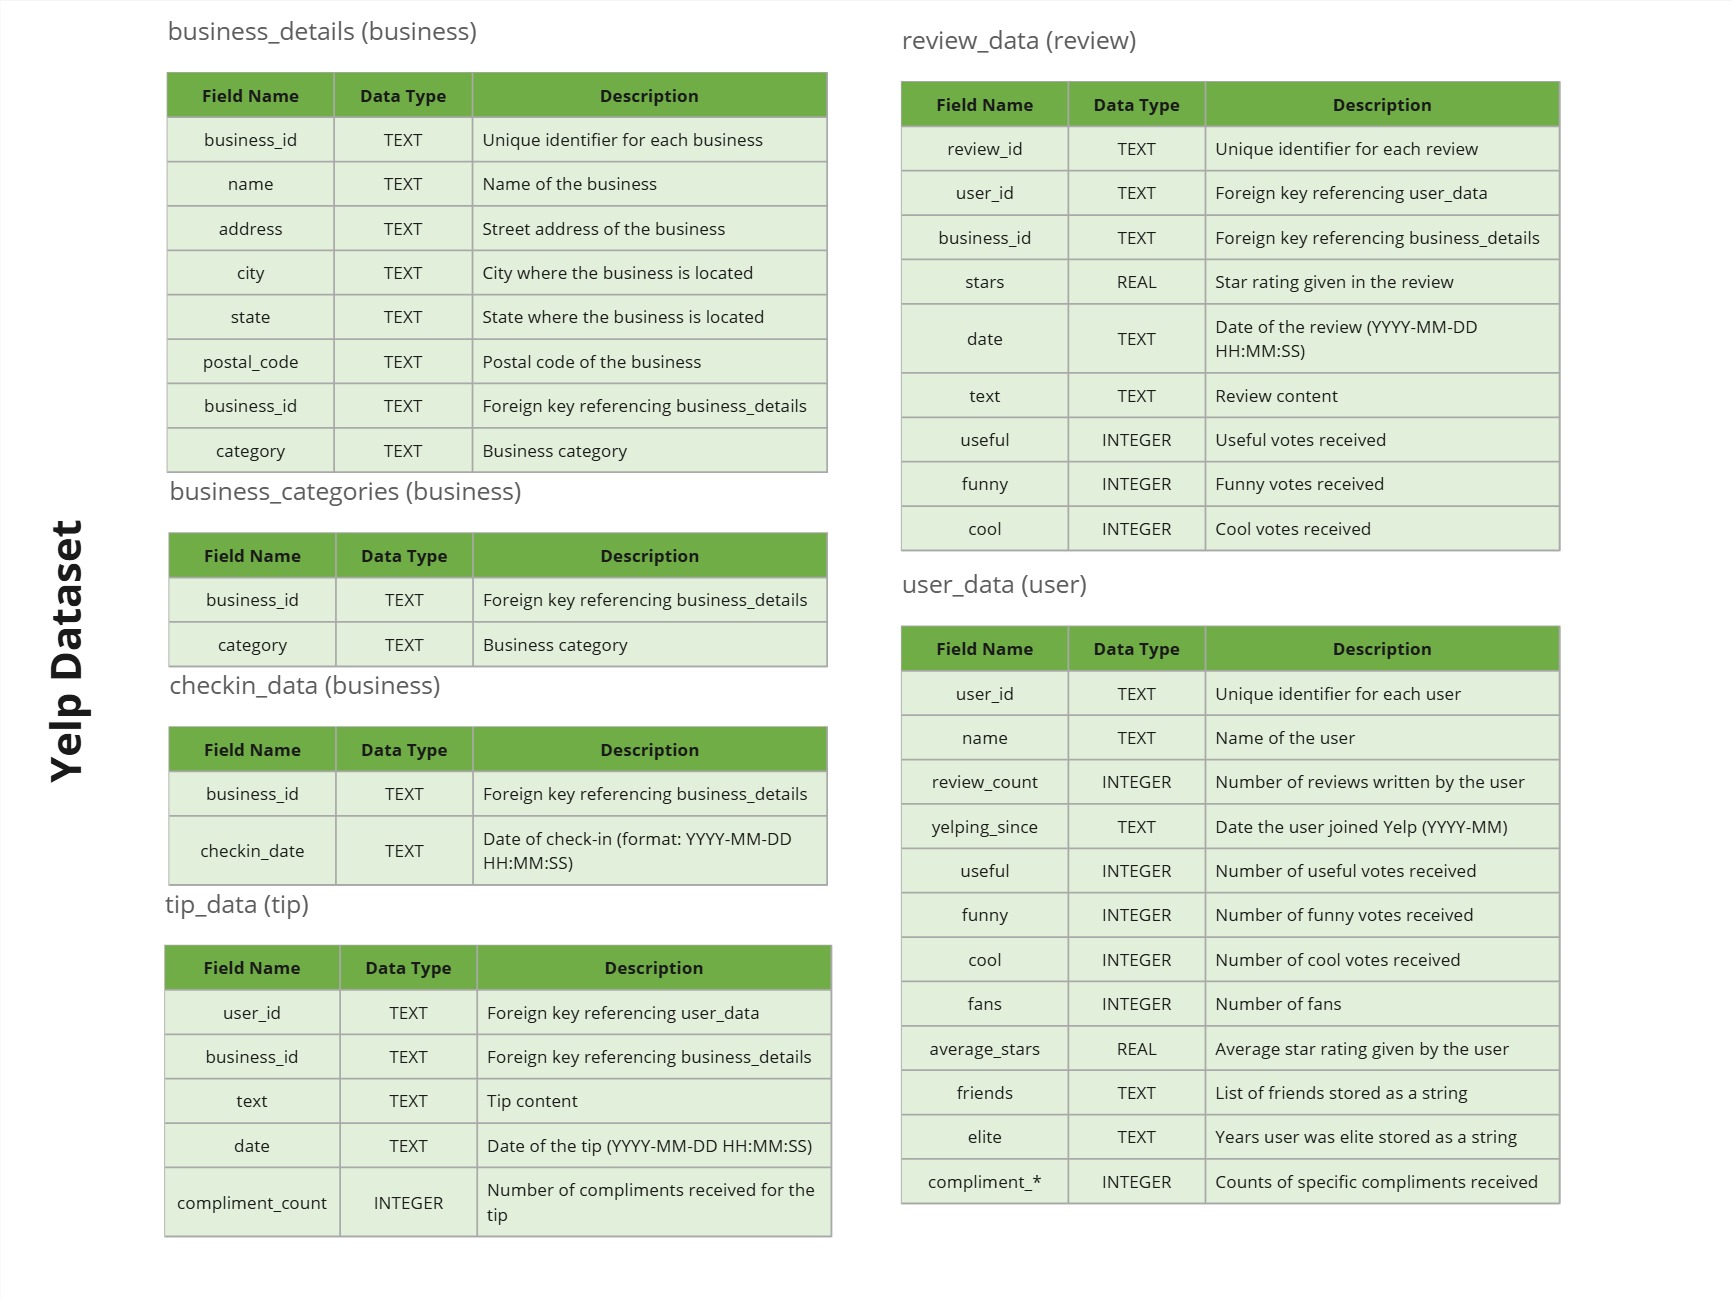 Yelp Dataset
business_details (business)
Field Name Data Type Description
business_id TEXT Unique identifier for each business
name TEXT Name of the business
address TEXT Street address of the business
city TEXT City where the business is located
state TEXT State where the business is located
postal_code TEXT Postal code of the business
business_id TEXT Foreign key referencing business_details
category TEXT Business category
business_categories (business)
Field Name Data Type Description
business_id TEXT Foreign key referencing business_details
category TEXT Business category
checkin_data (business)
Field Name Data Type Description
business_id TEXT Foreign key referencing business_details
checkin_date TEXT Date of check-in (format: YYYY-MM-DD
HH:MM:SS)
tip_data (tip)
Field Name Data Type Description
user_id TEXT Foreign key referencing user_data
business_id TEXT Foreign key referencing business_details
text TEXT Tip content
date TEXT Date of the tip (YYYY-MM-DD HH:MM:SS)
compliment_count INTEGER Number of compliments received for the
tip
review_data (review)
Field Name Data Type Description
review_id TEXT Unique identifier for each review
user_id TEXT Foreign key referencing user_data
business_id TEXT Foreign key referencing business_details
stars REAL Star rating given in the review
date TEXT Date of the review (YYYY-MM-DD
HH:MM:SS)
text TEXT Review content
useful INTEGER Useful votes received
funny INTEGER Funny votes received
cool INTEGER Cool votes received
user_data (user)
Field Name Data Type Description
user_id TEXT Unique identifier for each user
name TEXT Name of the user
review_count INTEGER Number of reviews written by the user
yelping_since TEXT Date the user joined Yelp (YYYY-MM)
useful INTEGER Number of useful votes received
funny INTEGER Number of funny votes received
cool INTEGER Number of cool votes received
fans INTEGER Number of fans
average_stars REAL Average star rating given by the user
friends TEXT List of friends stored as a string
elite TEXT Years user was elite stored as a string
compliment_* INTEGER Counts of specific compliments received